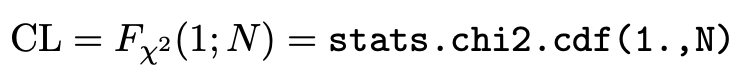 CL = F_{χ²}(1; N) = stats.chi2.cdf(1.,N)